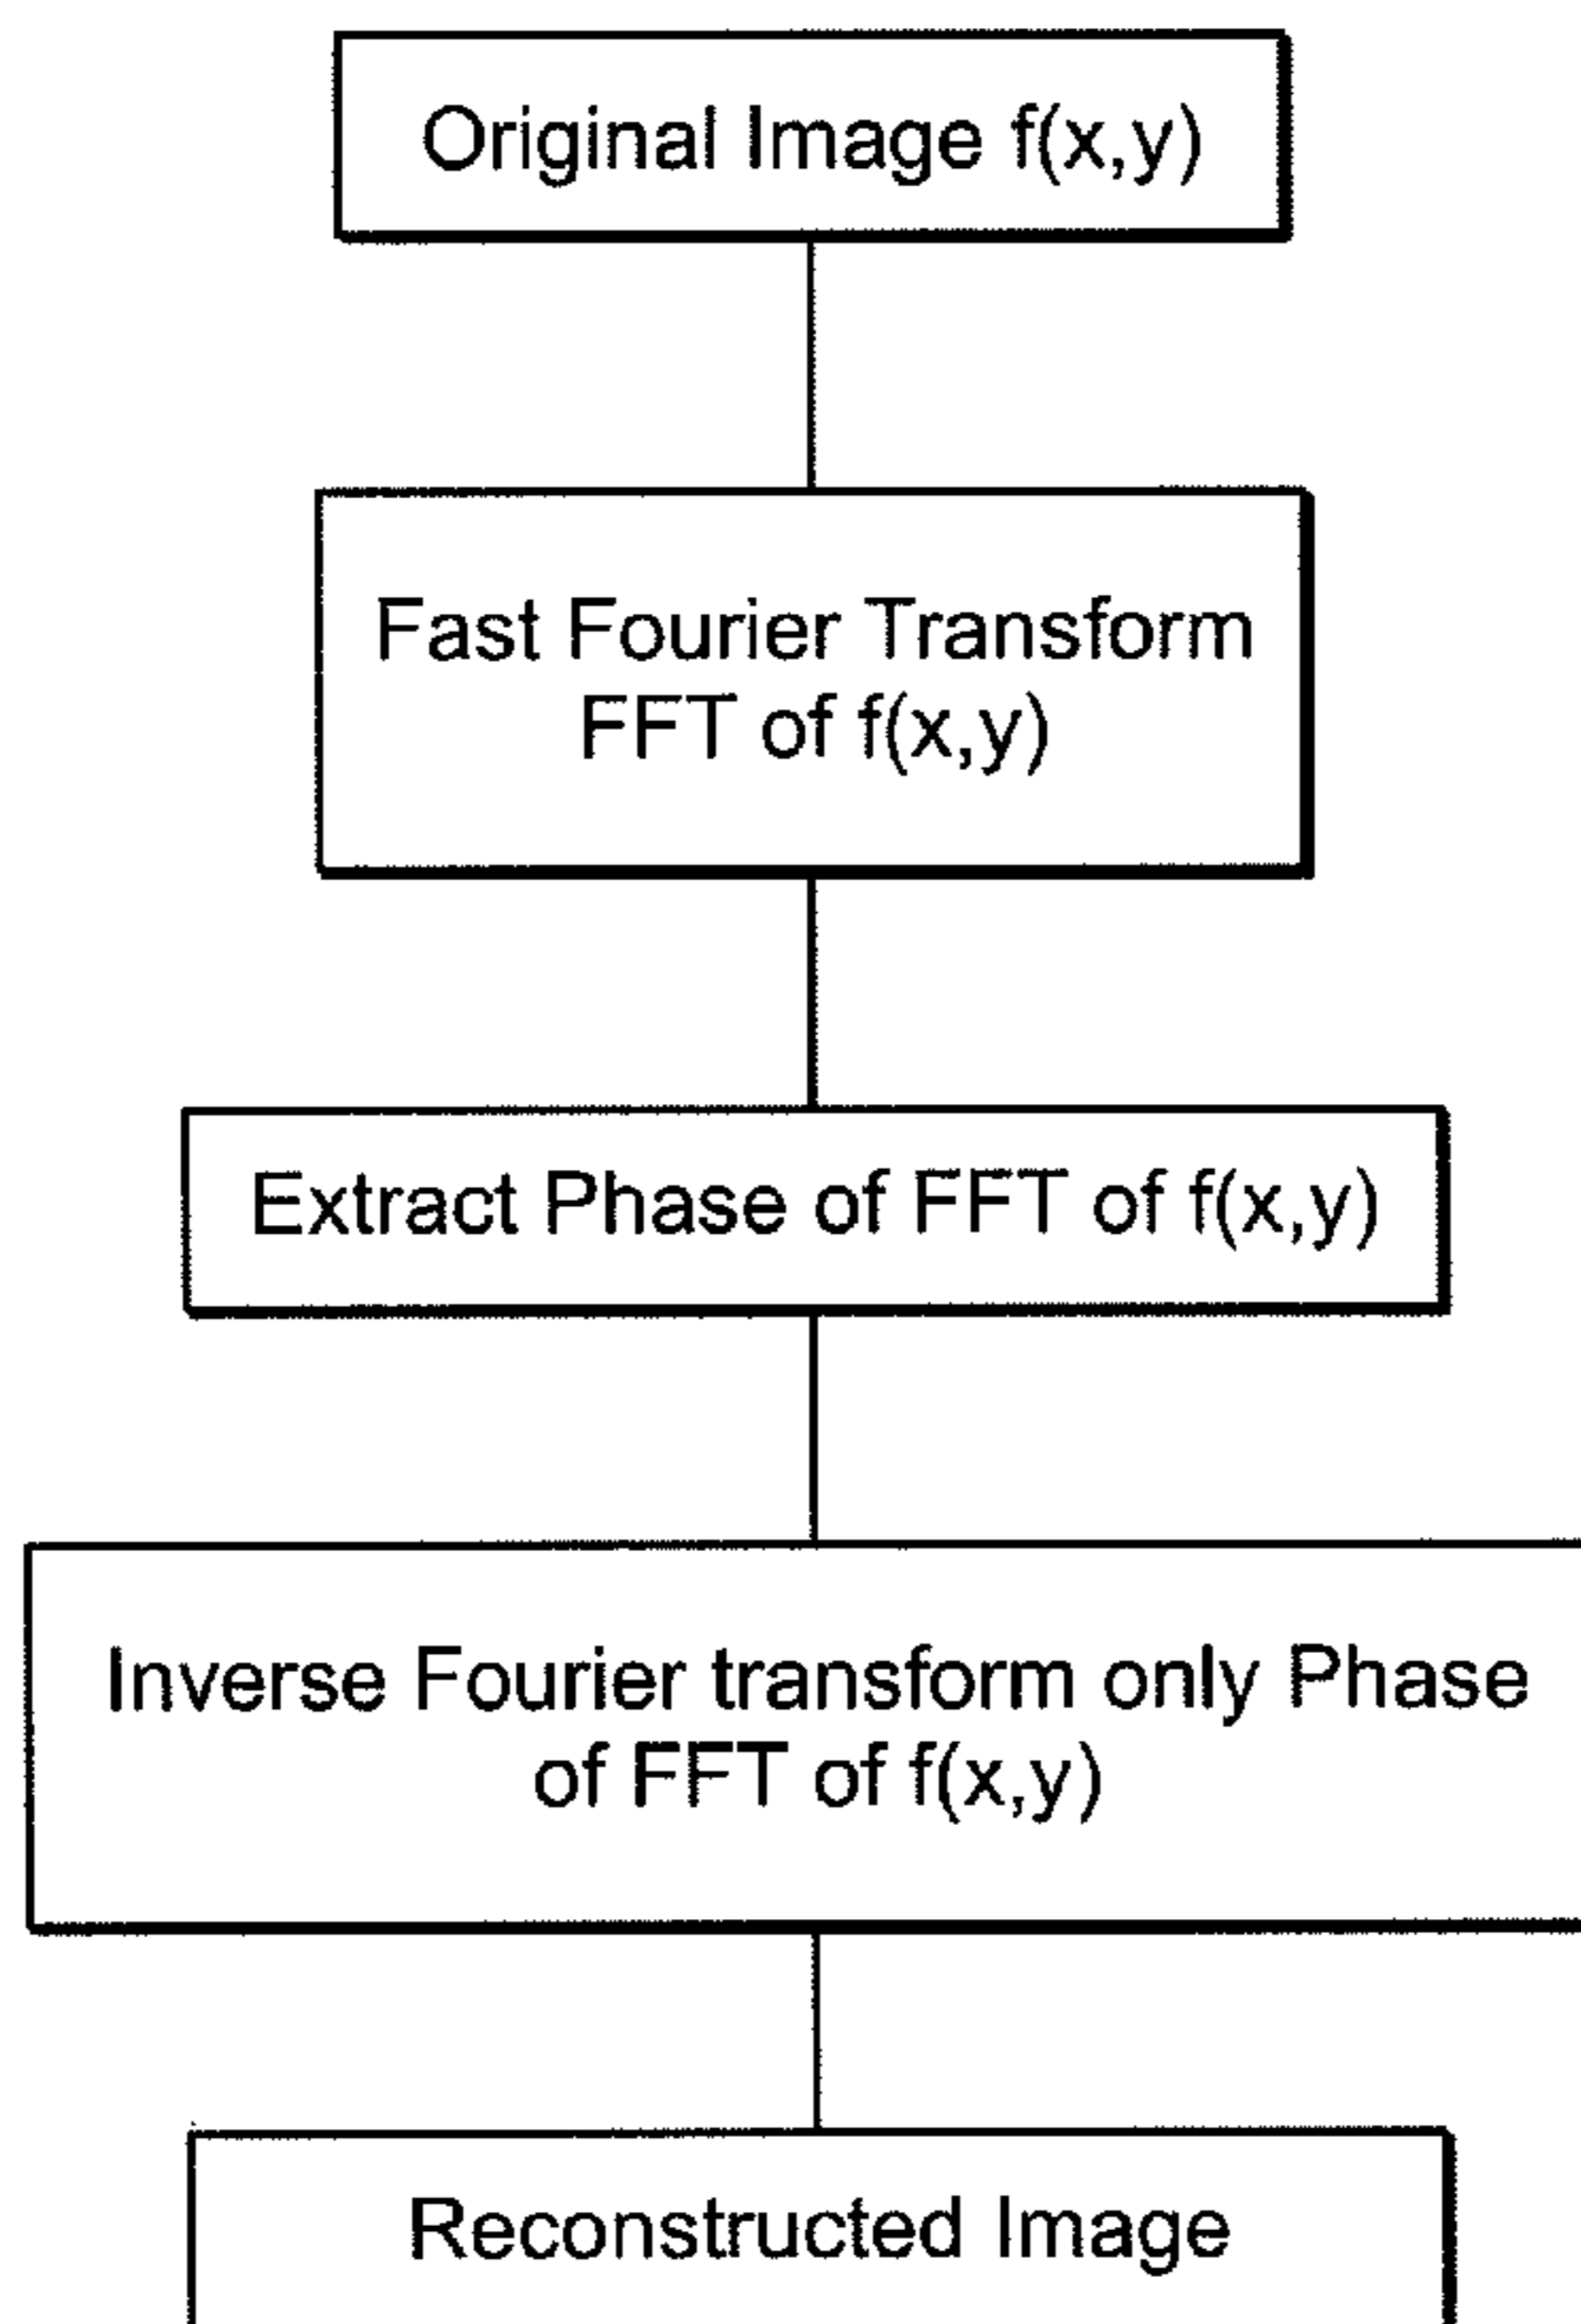 Original Image f(x,y)
Fast Fourier Transform
FFT of f(x,y)
Extract Phase of FFT of f(x,y)
Inverse Fourier transform only Phase
of FFT of f(x,y)
Reconstructed Image